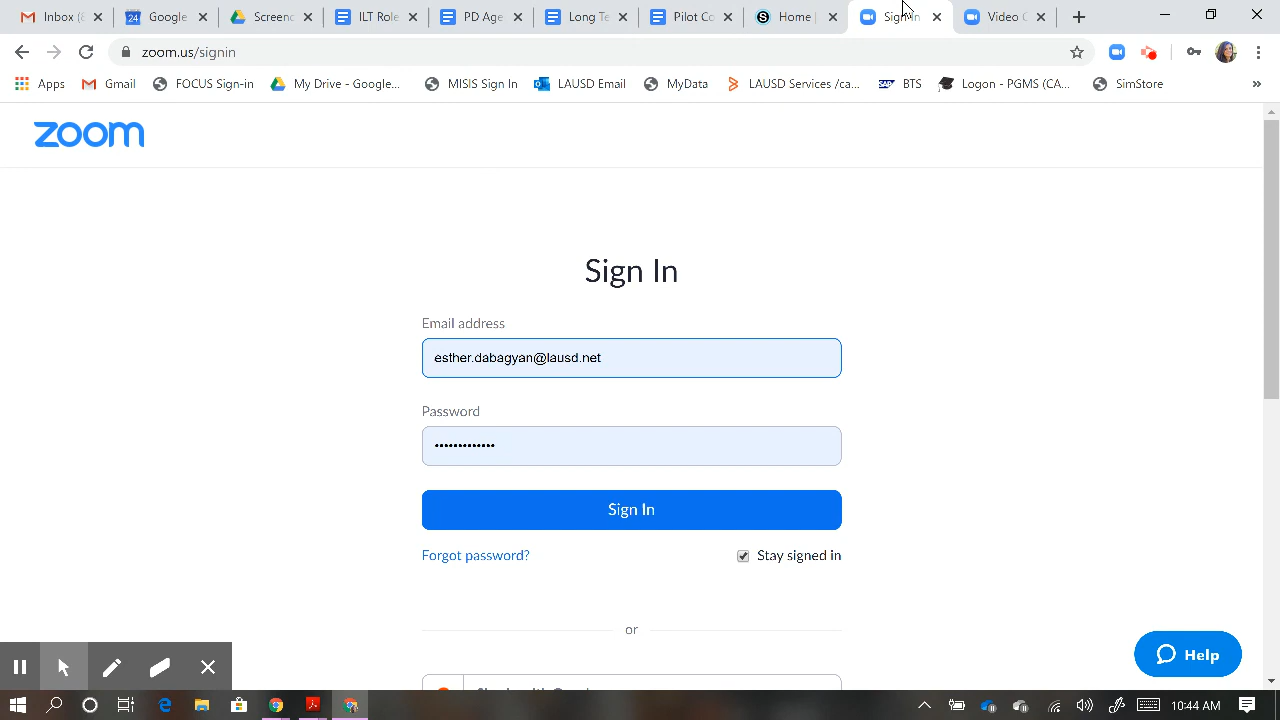 Inbox (
24 Google
Screen
ILT Role
PD Age
Long Te
Pilot Co
S Home
Sign In
Video C
zoom.us/signin
Apps
Gmail
FOCUS Sign-in
My Drive - Google...
MISIS Sign In
LAUSD Email
MyData
LAUSD Services /ca...
SAP BTS
Logon - PGMS (CA...
SimStore
»
zoom
Sign In
Email address
esther.dabagyan@lausd.net
Password
•••••••••••••
Sign In
Forgot password?
Stay signed in
or
Help
10:44 AM